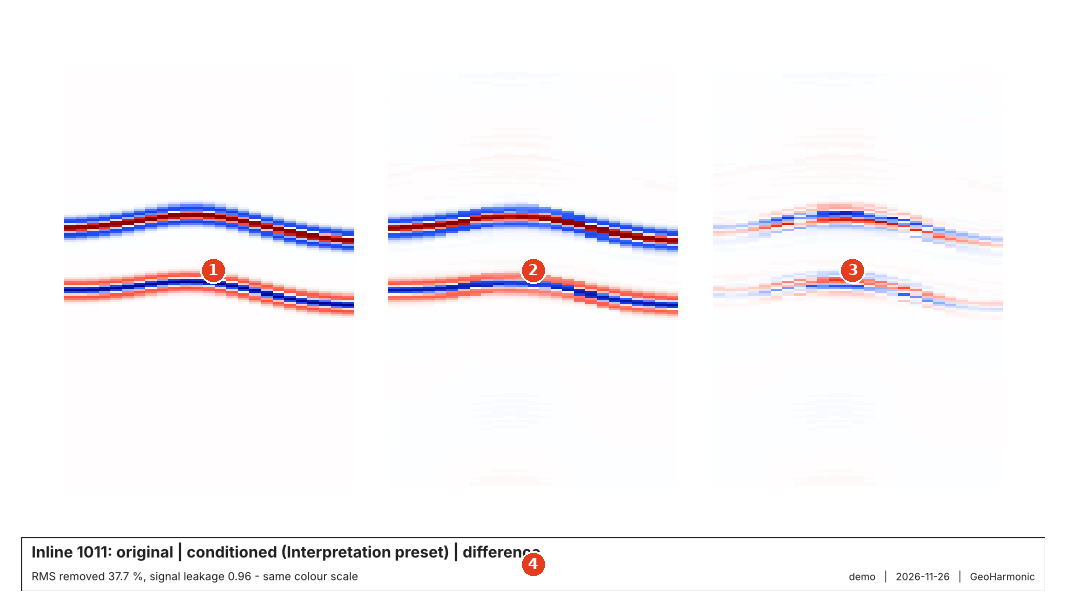 1
2
3
Inline 1011: original | conditioned (Interpretation preset) | difference
4
RMS removed 37.7 %, signal leakage 0.96 - same colour scale
demo | 2026-11-26 | GeoHarmonic